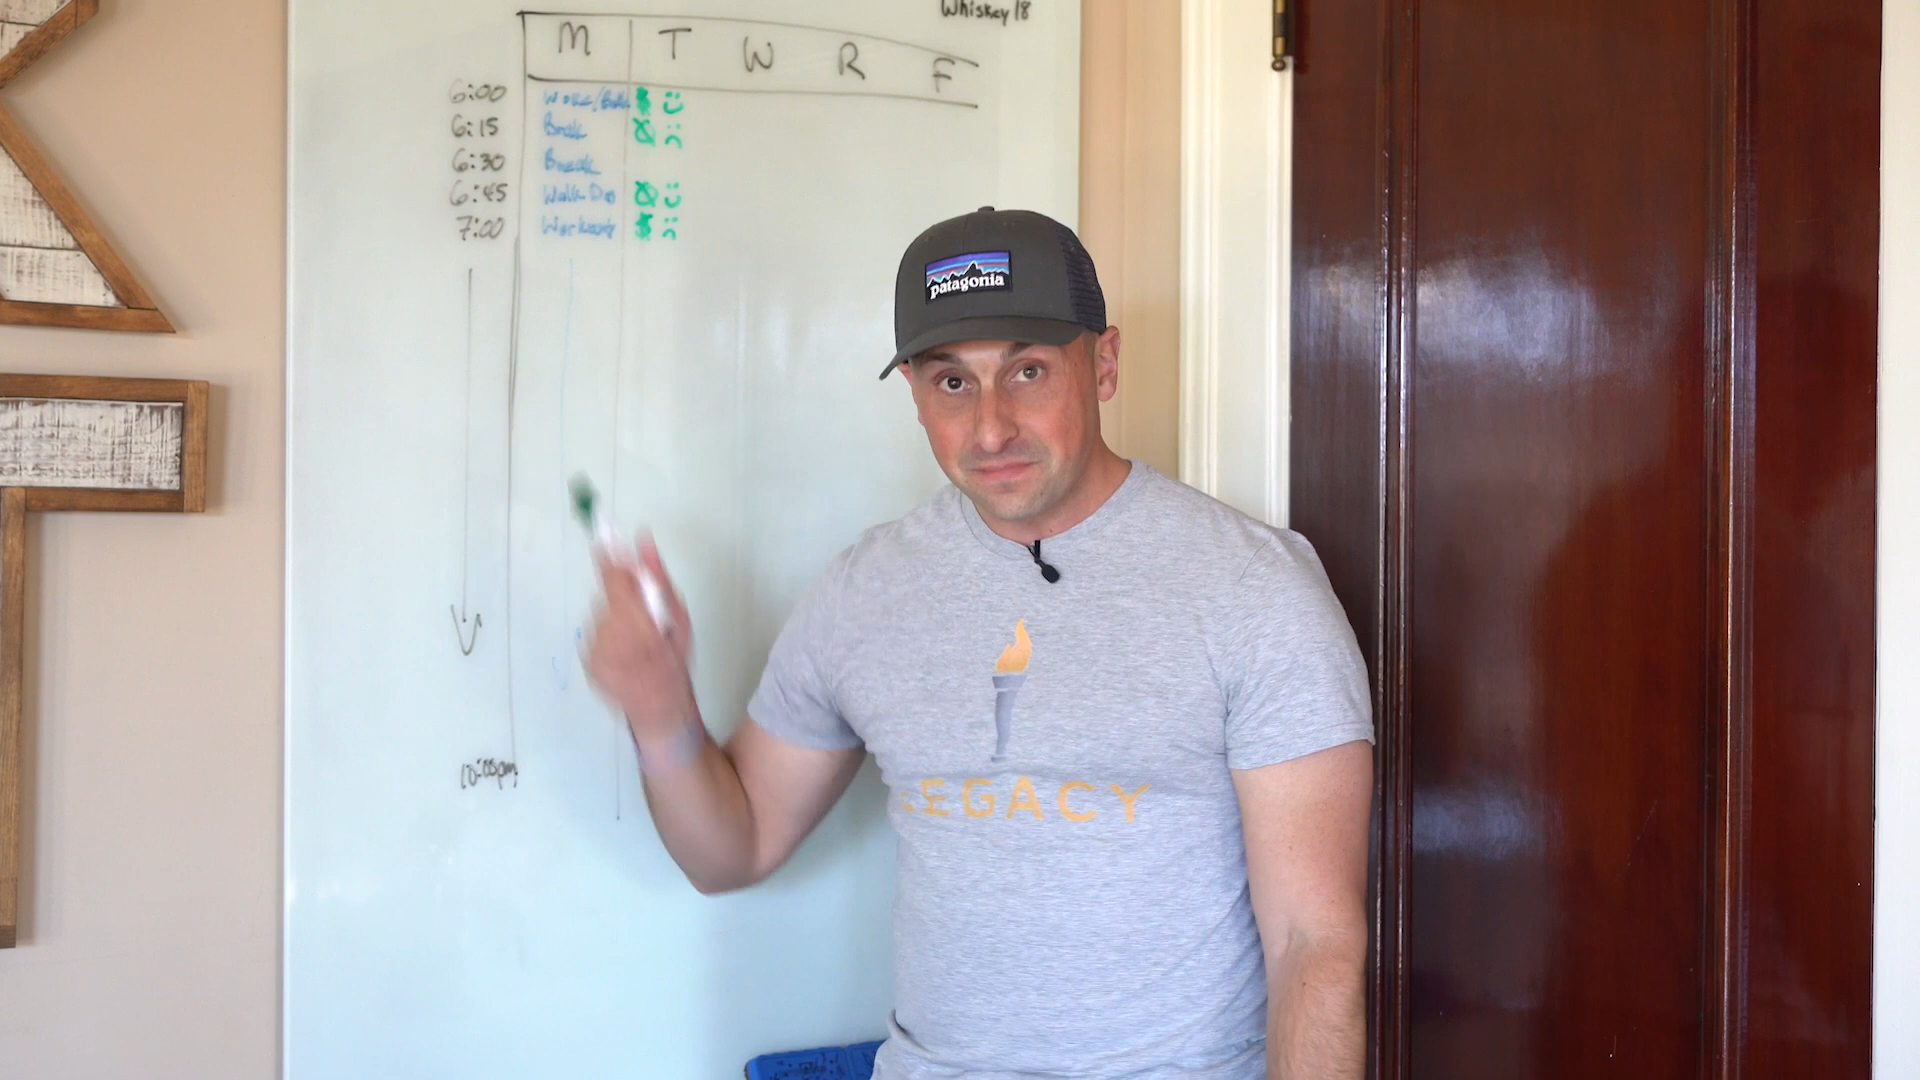 Whiskey 18
M T W R F
6:00
6:15 Break
6:30 Break
6:45 Walk Dog
7:00 Workout
10:00pm
patagonia
LEGACY